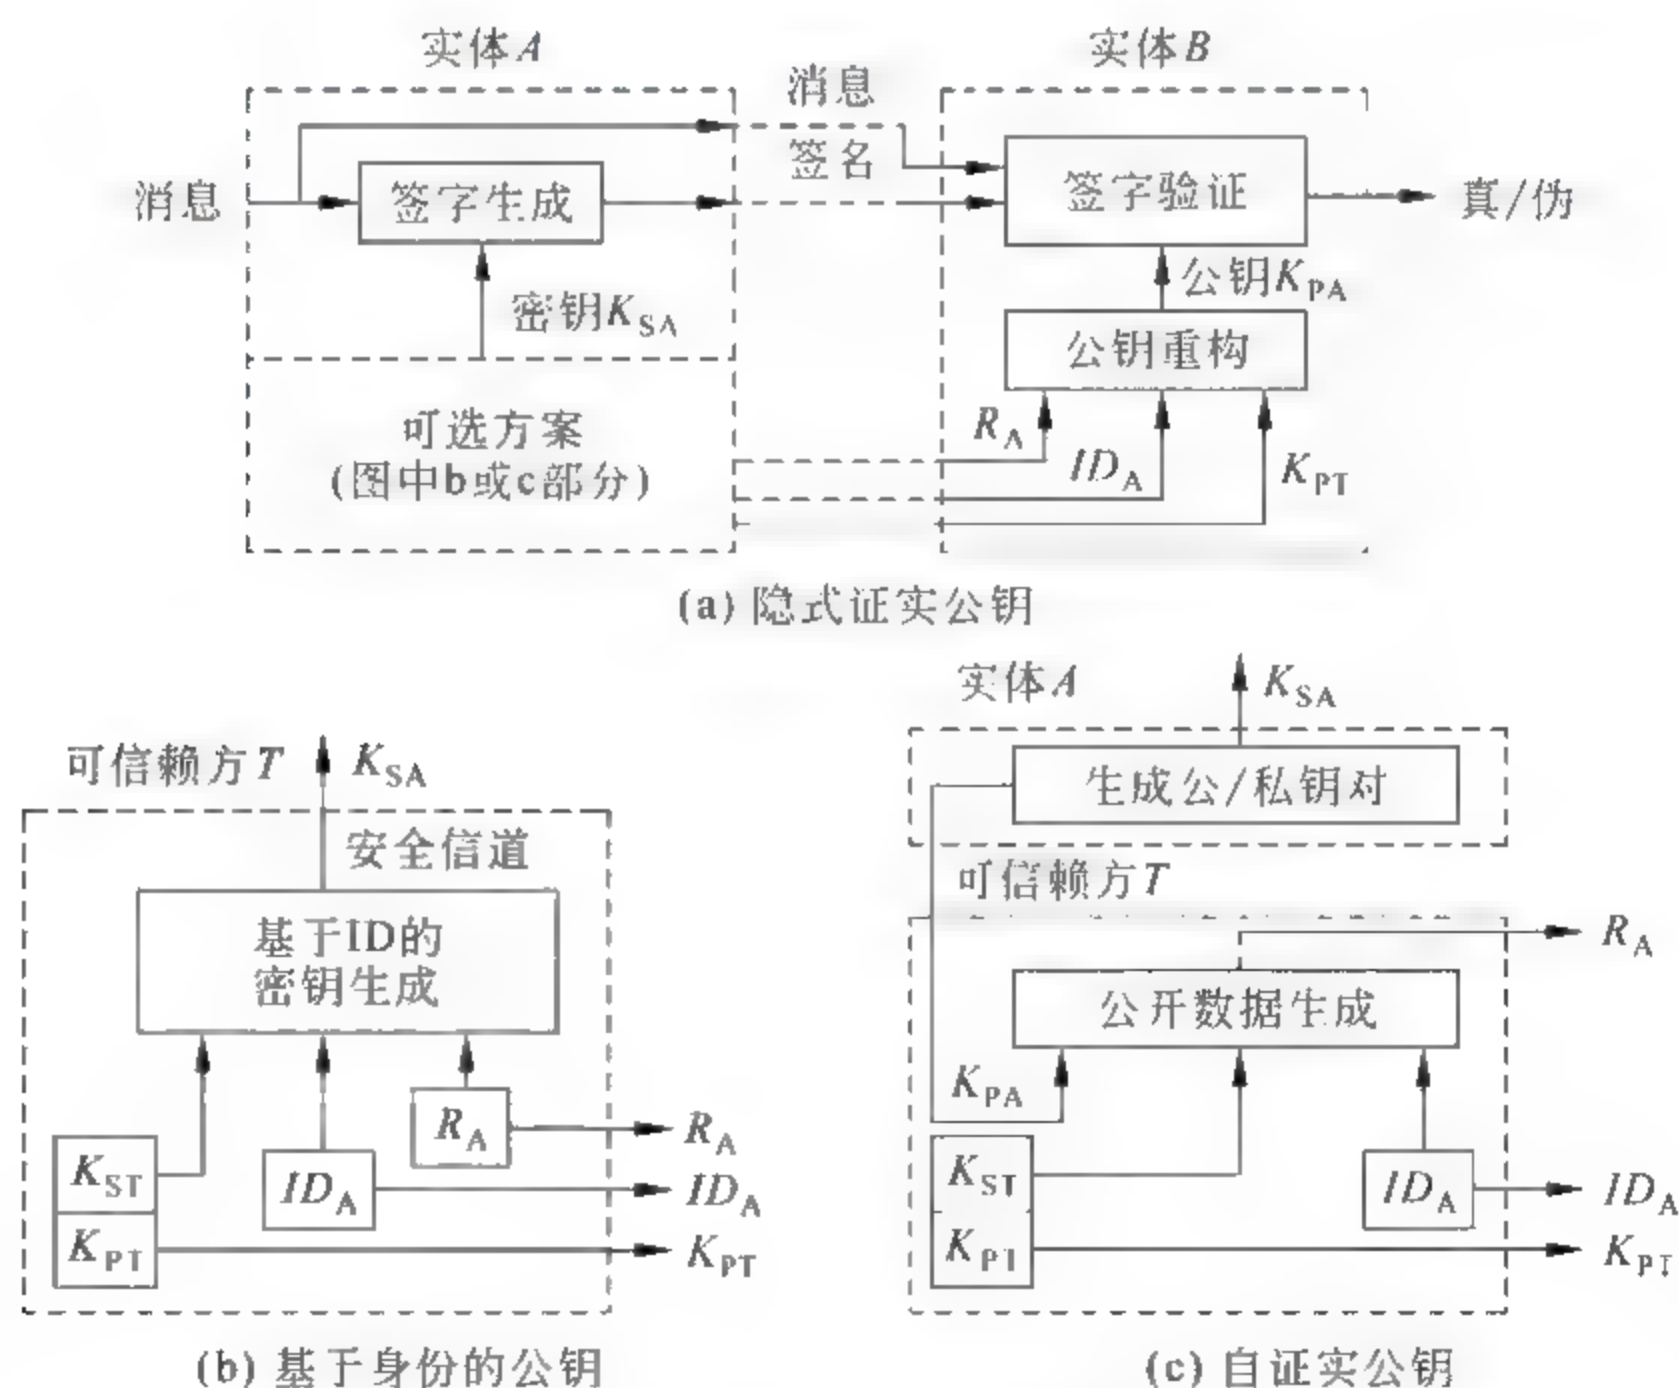 实体A
实体B
消息
签名
消息
签字生成
签字验证
真/伪
密钥K_SA
公钥K_PA
公钥重构
可选方案
(图中b或c部分)
R_A
ID_A
K_PT
(a) 隐式证实公钥
可信赖方T
K_SA
安全信道
基于ID的
密钥生成
R_A
R_A
K_ST
ID_A
ID_A
K_PT
K_PT
(b) 基于身份的公钥
实体A
K_SA
生成公/私钥对
可信赖方T
R_A
公开数据生成
K_PA
K_ST
ID_A
ID_A
K_PT
K_PT
(c) 自证实公钥